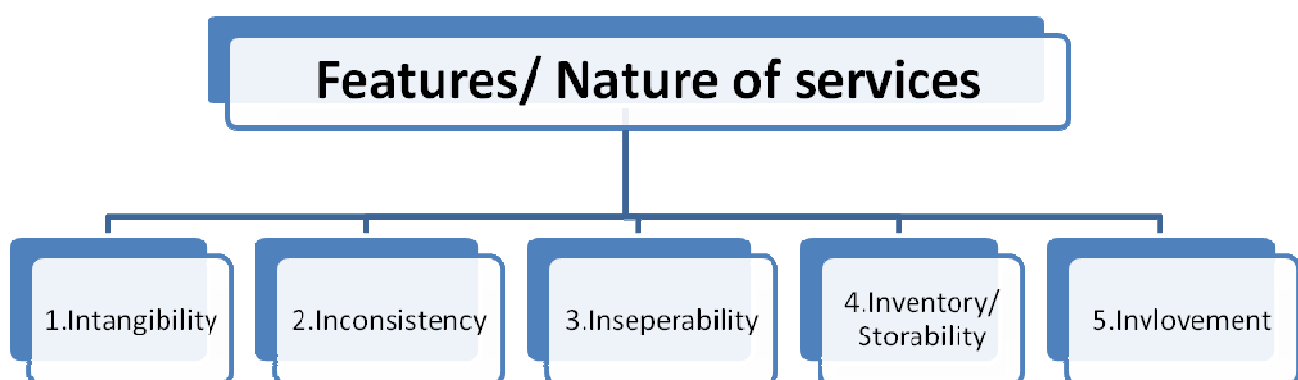 Features/ Nature of services
1.Intangibility
2.Inconsistency
3.Inseperability
4.Inventory/
Storability
5.Invlovement